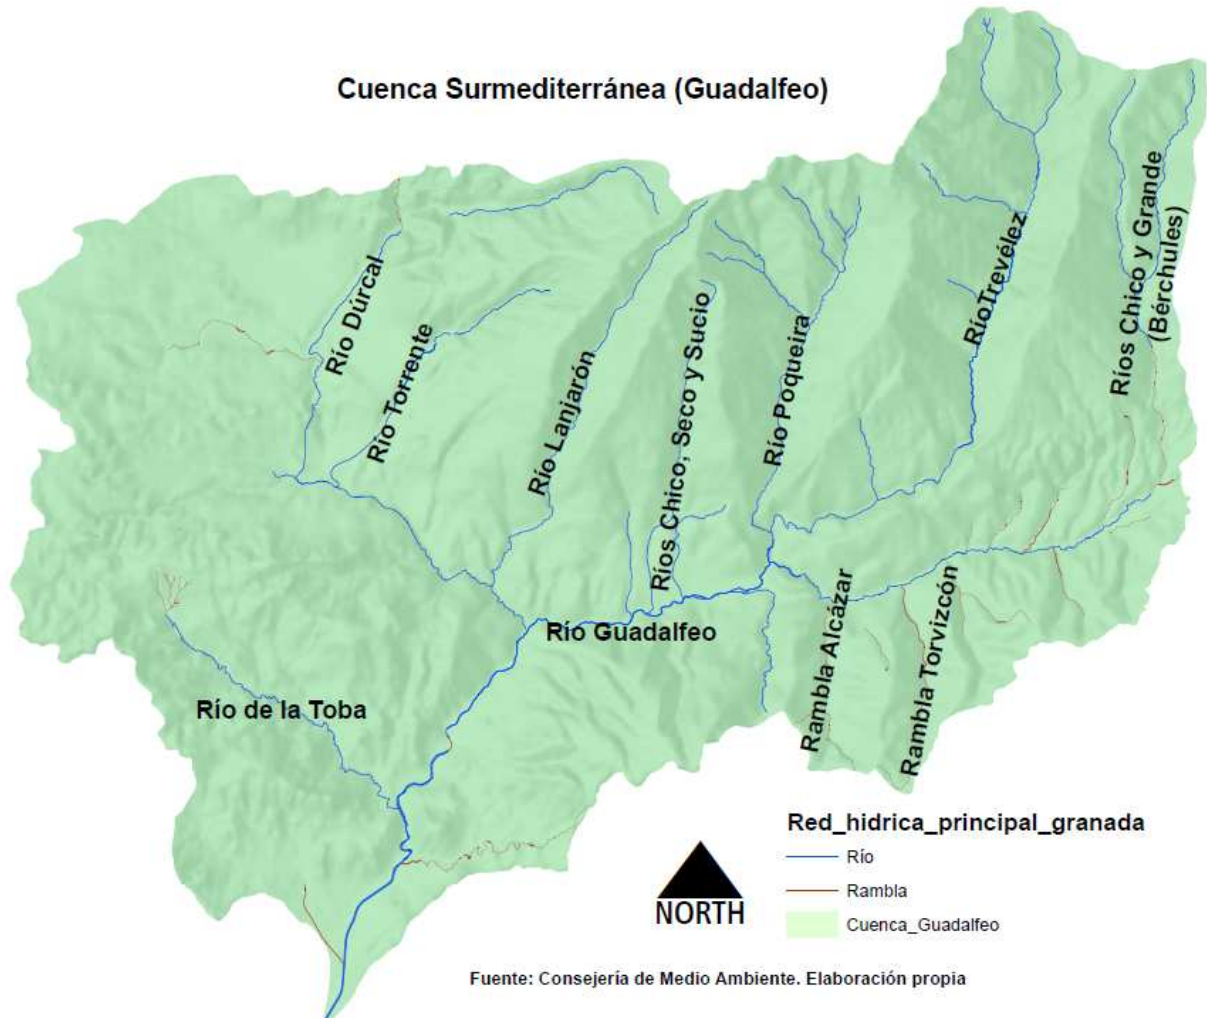 Cuenca Surmediterránea (Guadalfeo)
Río Dúrcal
Río Torrente
Río Lanjarón
Ríos Chico, Seco y Sucio
Río Poqueira
RíoTrevélez
Ríos Chico y Grande
(Bérchules)
Río Guadalfeo
Río de la Toba
Rambla Alcázar
Rambla Torvizcón
Red_hidrica_principal_granada
Río
Rambla
Cuenca_Guadalfeo
NORTH
Fuente: Consejería de Medio Ambiente. Elaboración propia